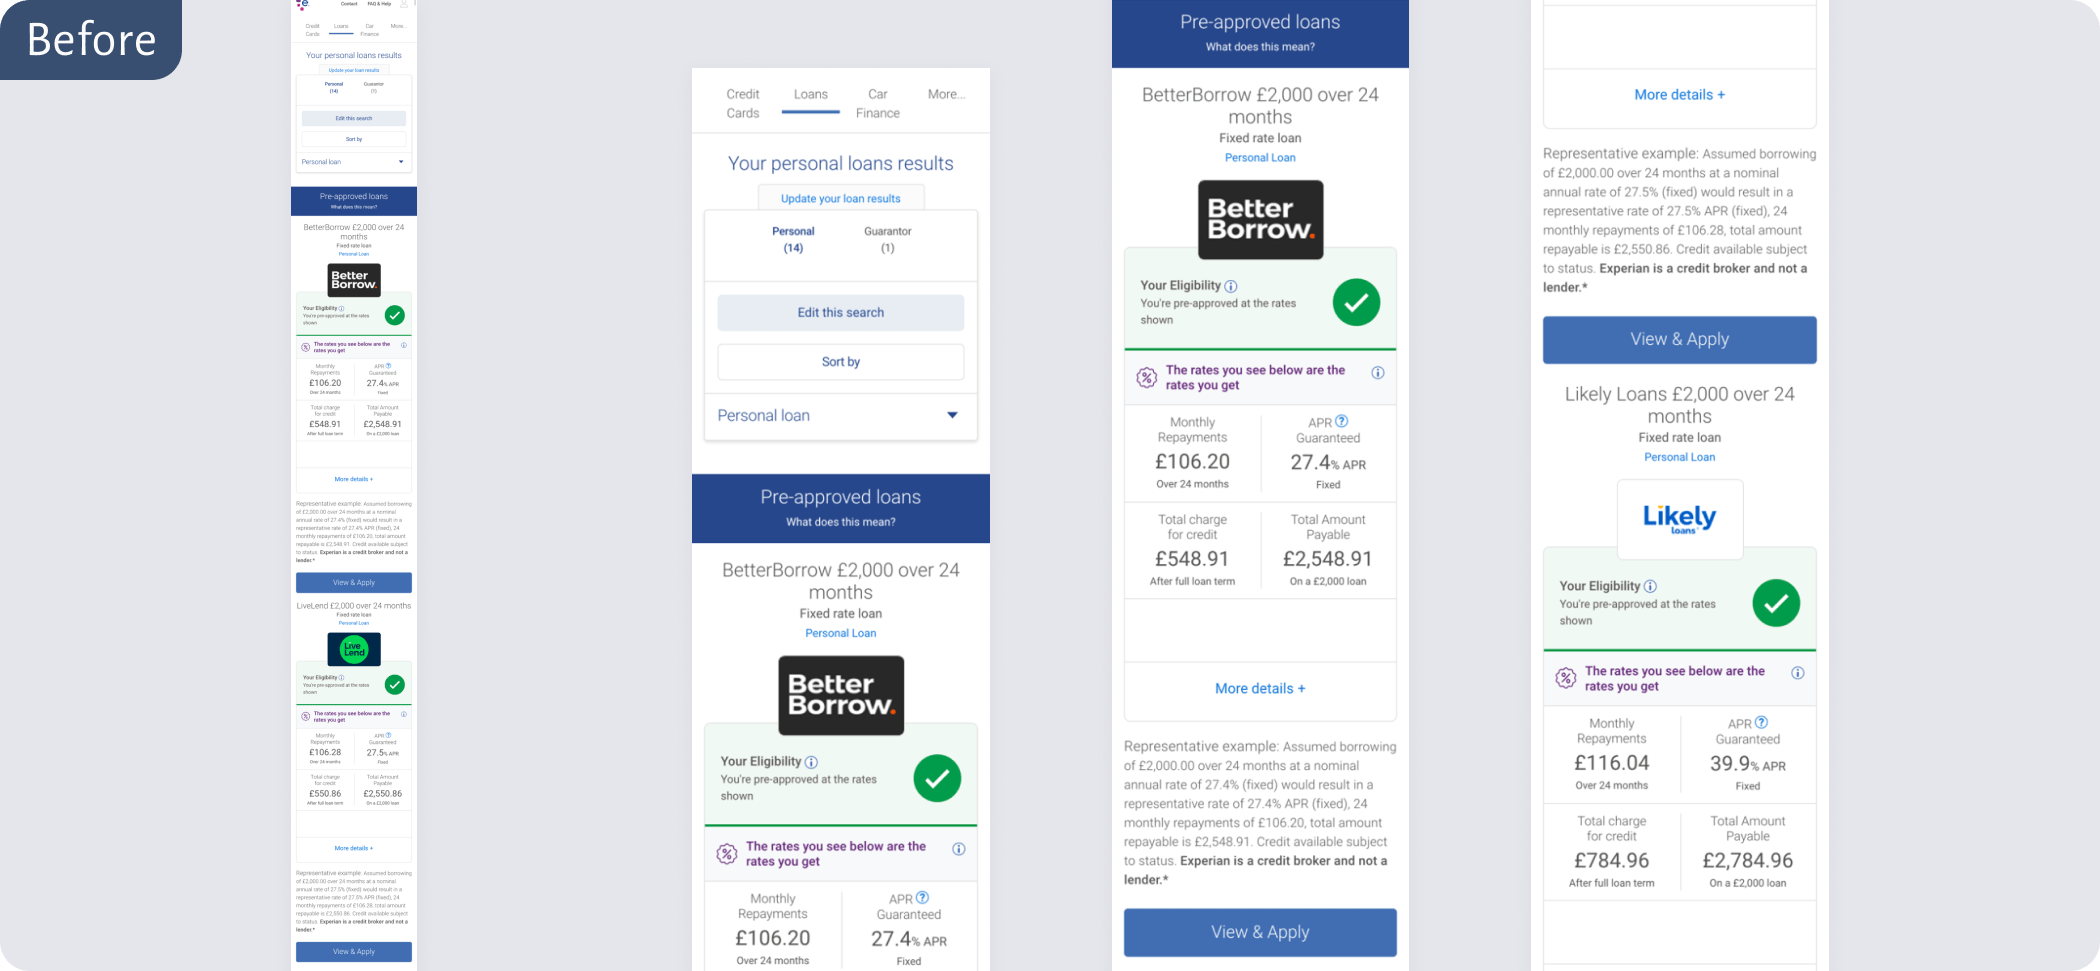 Before
e.
Contact FAQ & Help
Credit Cards
Loans
Car Finance
More...
Your personal loans results
Update your loan results
Personal (14)
Guarantor (1)
Edit this search
Sort by
Personal loan
Pre-approved loans
What does this mean?
BetterBorrow £2,000 over 24
months
Fixed rate loan
Personal Loan
Better
Borrow.
Your Eligibility
You're pre-approved at the rates
shown
The rates you see below are the
rates you get
Monthly Repayments
£106.20
Over 24 months
APR Guaranteed
27.4% APR
Fixed
Total charge for credit
£548.91
After full loan term
Total Amount Payable
£2,548.91
On a £2,000 loan
More details +
Representative example: Assumed borrowing
of £2,000.00 over 24 months at a nominal
annual rate of 27.4% (fixed) would result in a
representative rate of 27.4% APR (fixed), 24
monthly repayments of £106.20, total amount
repayable is £2,548.91. Credit available subject
to status. Experian is a credit broker and not a
lender.*
View & Apply
LiveLend £2,000 over 24 months
Fixed rate loan
Personal Loan
Live
Lend
Your Eligibility
You're pre-approved at the rates
shown
The rates you see below are the
rates you get
Monthly Repayments
£106.28
Over 24 months
APR Guaranteed
27.5% APR
Fixed
Total charge for credit
£550.86
After full loan term
Total Amount Payable
£2,550.86
On a £2,000 loan
More details +
Representative example: Assumed borrowing
of £2,000.00 over 24 months at a nominal
annual rate of 27.5% (fixed) would result in a
representative rate of 27.5% APR (fixed), 24
monthly repayments of £106.28, total amount
repayable is £2,550.86. Credit available subject
to status. Experian is a credit broker and not a
lender.*
View & Apply
Credit Cards
Loans
Car Finance
More...
Your personal loans results
Update your loan results
Personal (14)
Guarantor (1)
Edit this search
Sort by
Personal loan
Pre-approved loans
What does this mean?
BetterBorrow £2,000 over 24
months
Fixed rate loan
Personal Loan
Better
Borrow.
Your Eligibility
You're pre-approved at the rates
shown
The rates you see below are the
rates you get
Monthly Repayments
£106.20
Over 24 months
APR Guaranteed
27.4% APR
Fixed
Pre-approved loans
What does this mean?
BetterBorrow £2,000 over 24
months
Fixed rate loan
Personal Loan
Better
Borrow.
Your Eligibility
You're pre-approved at the rates
shown
The rates you see below are the
rates you get
Monthly Repayments
£106.20
Over 24 months
APR Guaranteed
27.4% APR
Fixed
Total charge for credit
£548.91
After full loan term
Total Amount Payable
£2,548.91
On a £2,000 loan
More details +
Representative example: Assumed borrowing
of £2,000.00 over 24 months at a nominal
annual rate of 27.4% (fixed) would result in a
representative rate of 27.4% APR (fixed), 24
monthly repayments of £106.20, total amount
repayable is £2,548.91. Credit available subject
to status. Experian is a credit broker and not a
lender.*
View & Apply
More details +
Representative example: Assumed borrowing
of £2,000.00 over 24 months at a nominal
annual rate of 27.5% (fixed) would result in a
representative rate of 27.5% APR (fixed), 24
monthly repayments of £106.28, total amount
repayable is £2,550.86. Credit available subject
to status. Experian is a credit broker and not a
lender.*
View & Apply
Likely Loans £2,000 over 24
months
Fixed rate loan
Personal Loan
Likely
loans
Your Eligibility
You're pre-approved at the rates
shown
The rates you see below are the
rates you get
Monthly Repayments
£116.04
Over 24 months
APR Guaranteed
39.9% APR
Fixed
Total charge for credit
£784.96
After full loan term
Total Amount Payable
£2,784.96
On a £2,000 loan